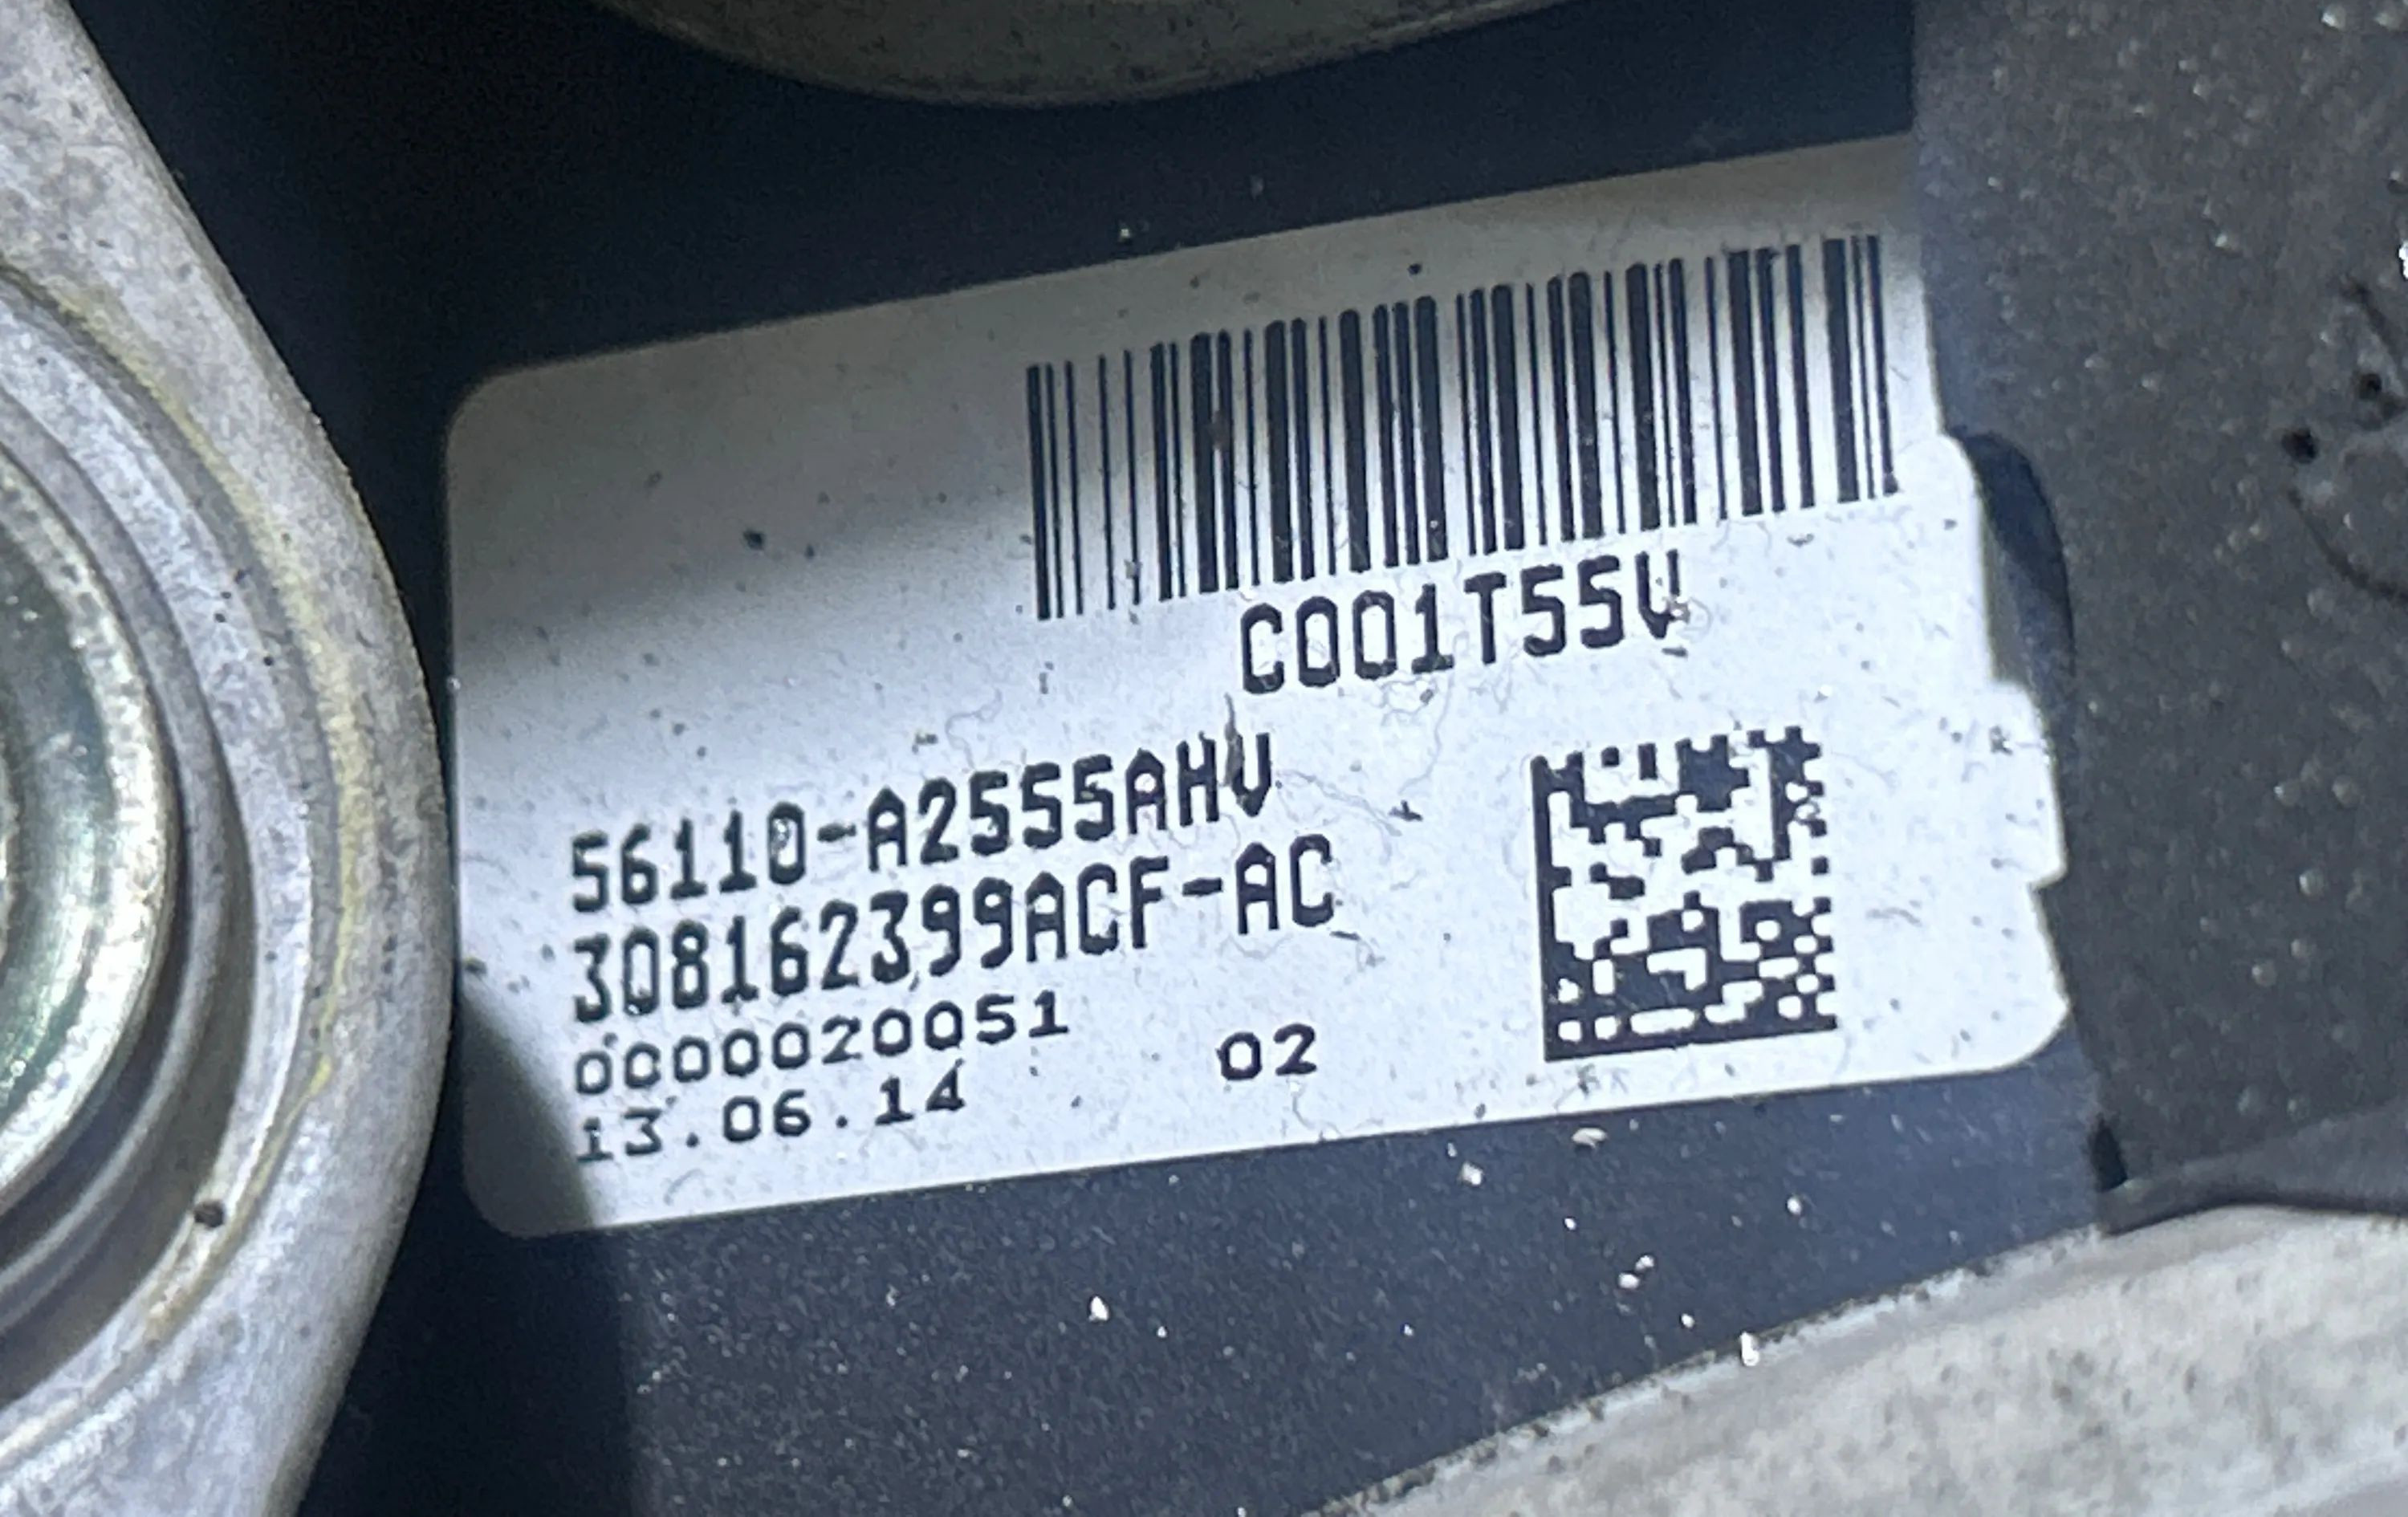 C001T55V
56110-A2555AHV
308162399ACF-AC
0000020051
02
13.06.14